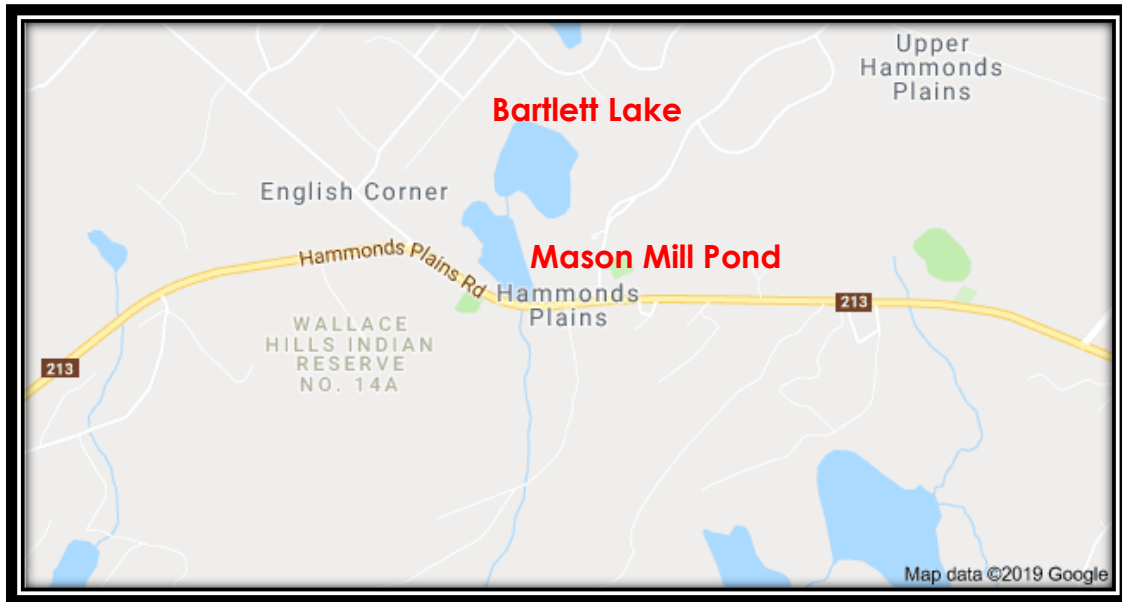 Upper
Hammonds
Plains
Bartlett Lake
English Corner
Hammonds Plains Rd
Mason Mill Pond
Hammonds
Plains
213
WALLACE
HILLS INDIAN
RESERVE
NO. 14A
213
Map data ©2019 Google